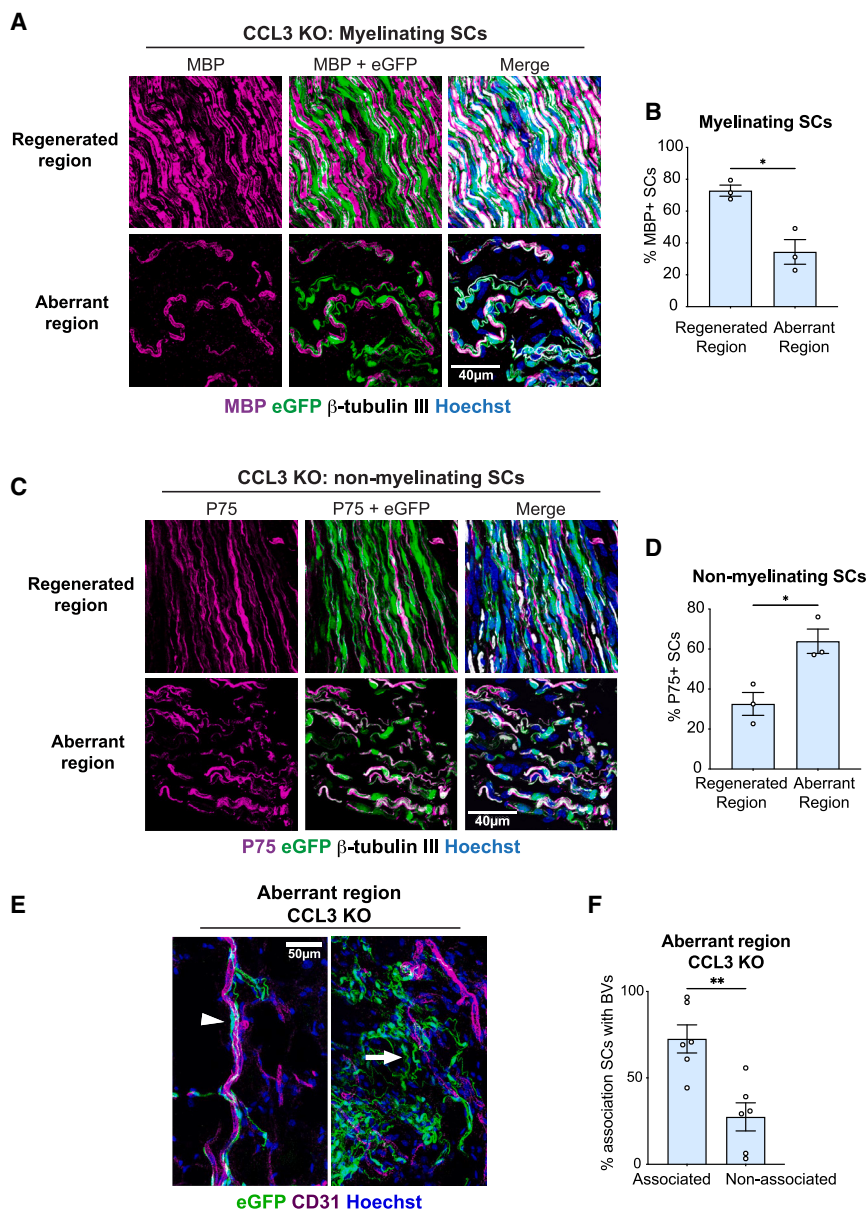 A
CCL3 KO: Myelinating SCs
MBP
MBP + eGFP
Merge
Regenerated
region
Aberrant
region
40µm
MBP eGFP β-tubulin III Hoechst
B
Myelinating SCs
% MBP+ SCs
100
80
60
40
20
0
*
Regenerated
Region
Aberrant
Region
C
CCL3 KO: non-myelinating SCs
P75
P75 + eGFP
Merge
Regenerated
region
Aberrant
region
40µm
P75 eGFP β-tubulin III Hoechst
D
Non-myelinating SCs
% P75+ SCs
80
60
40
20
0
*
Regenerated
Region
Aberrant
Region
E
Aberrant region
CCL3 KO
50µm
eGFP CD31 Hoechst
F
Aberrant region
CCL3 KO
% association SCs with BVs
100
50
0
**
Associated
Non-associated